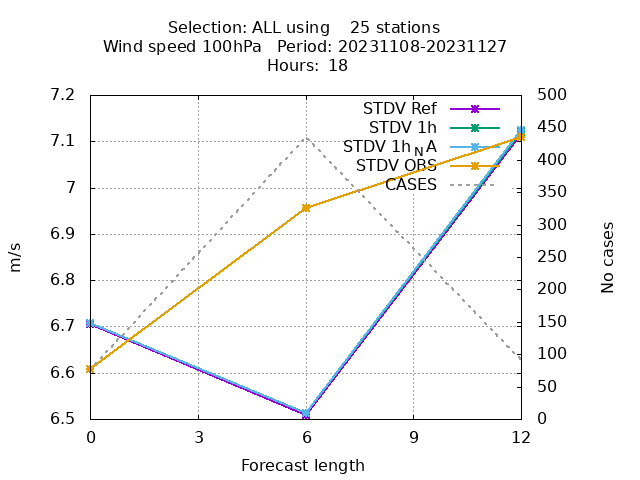 Selection: ALL using 25 stations
Wind speed 100hPa Period: 20231108-20231127
Hours: 18
7.2
7.1
7
6.9
6.8
6.7
6.6
6.5
500
450
400
350
300
250
200
150
100
50
0
STDV Ref
STDV 1h
STDV 1hNA
STDV OBS
CASES
m/s
No cases
0 3 6 9 12
Forecast length